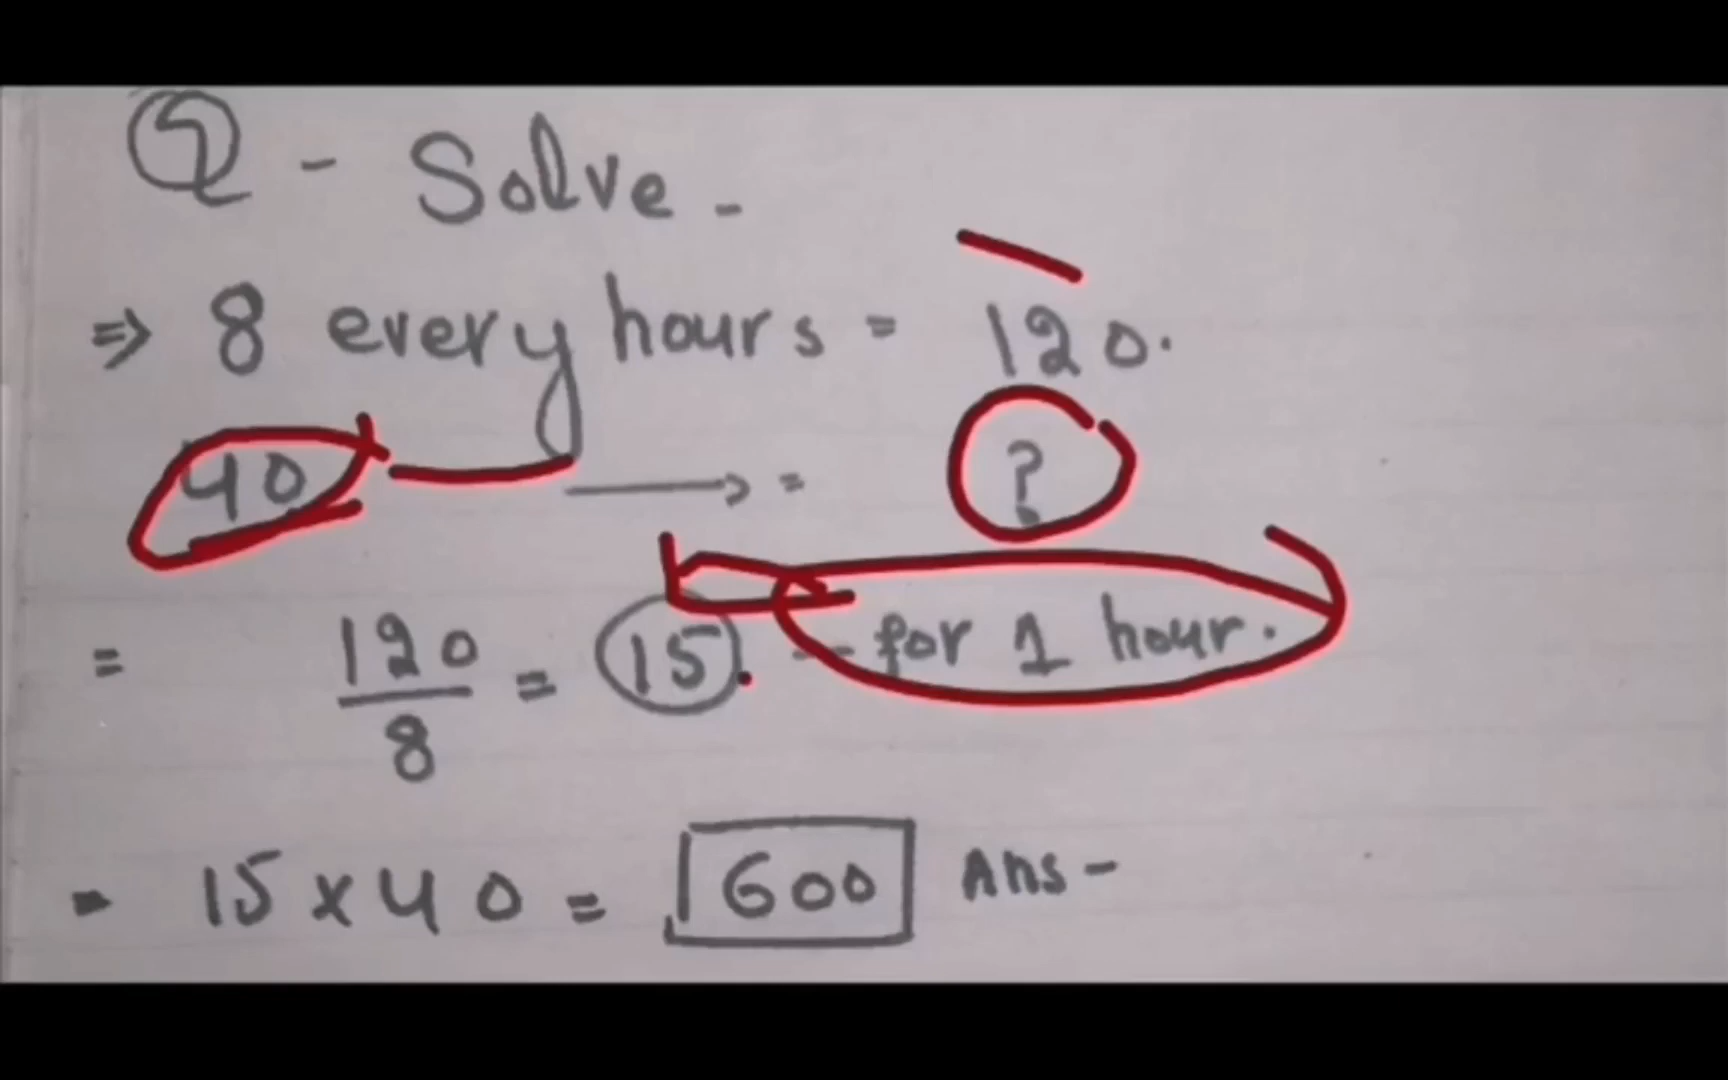 Q - Solve -
⇒ 8 every hours = 120.
40 ⟶ = ?
= 120/8 = 15. - for 1 hour.
= 15 x 40 = 600 Ans -